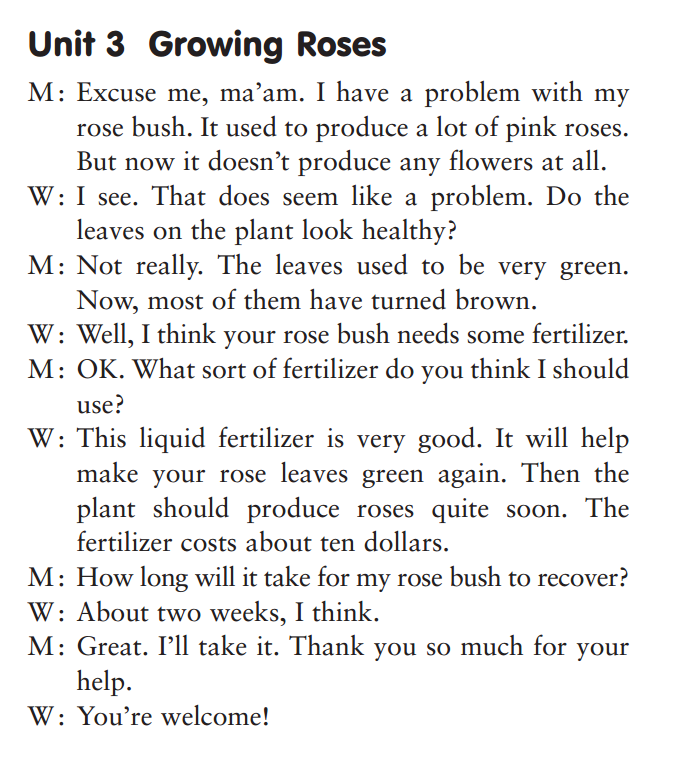 Unit 3 Growing Roses
M: Excuse me, ma’am. I have a problem with my
rose bush. It used to produce a lot of pink roses.
But now it doesn’t produce any flowers at all.
W: I see. That does seem like a problem. Do the
leaves on the plant look healthy?
M: Not really. The leaves used to be very green.
Now, most of them have turned brown.
W: Well, I think your rose bush needs some fertilizer.
M: OK. What sort of fertilizer do you think I should
use?
W: This liquid fertilizer is very good. It will help
make your rose leaves green again. Then the
plant should produce roses quite soon. The
fertilizer costs about ten dollars.
M: How long will it take for my rose bush to recover?
W: About two weeks, I think.
M: Great. I’ll take it. Thank you so much for your
help.
W: You’re welcome!